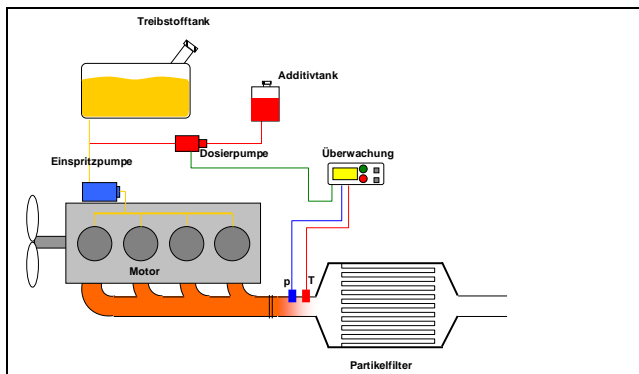 Treibstofftank
Additivtank
Einspritzpumpe
Dosierpumpe
Überwachung
Motor
p
T
Partikelfilter